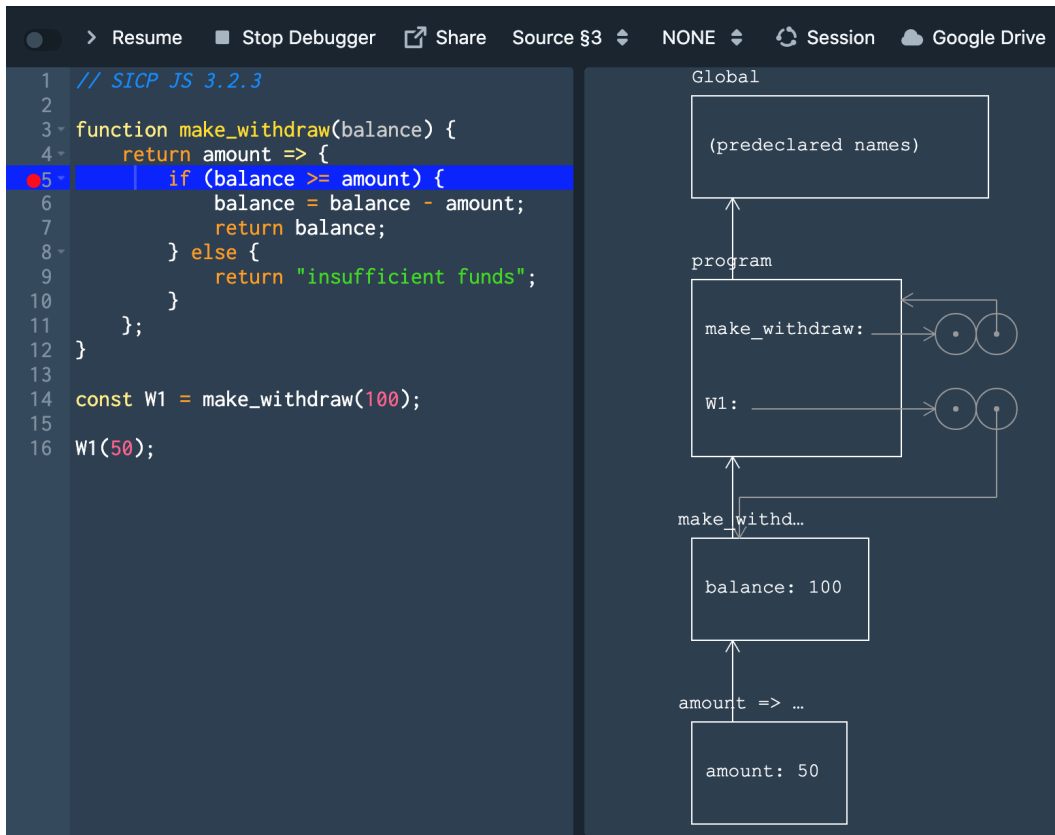 Resume Stop Debugger Share Source §3 NONE Session Google Drive
1 // SICP JS 3.2.3
2
3 function make_withdraw(balance) {
4 return amount => {
5 if (balance >= amount) {
6 balance = balance - amount;
7 return balance;
8 } else {
9 return "insufficient funds";
10 }
11 };
12 }
13
14 const W1 = make_withdraw(100);
15
16 W1(50);
Global
(predeclared names)
program
make_withdraw:
W1:
make_withd…
balance: 100
amount => …
amount: 50